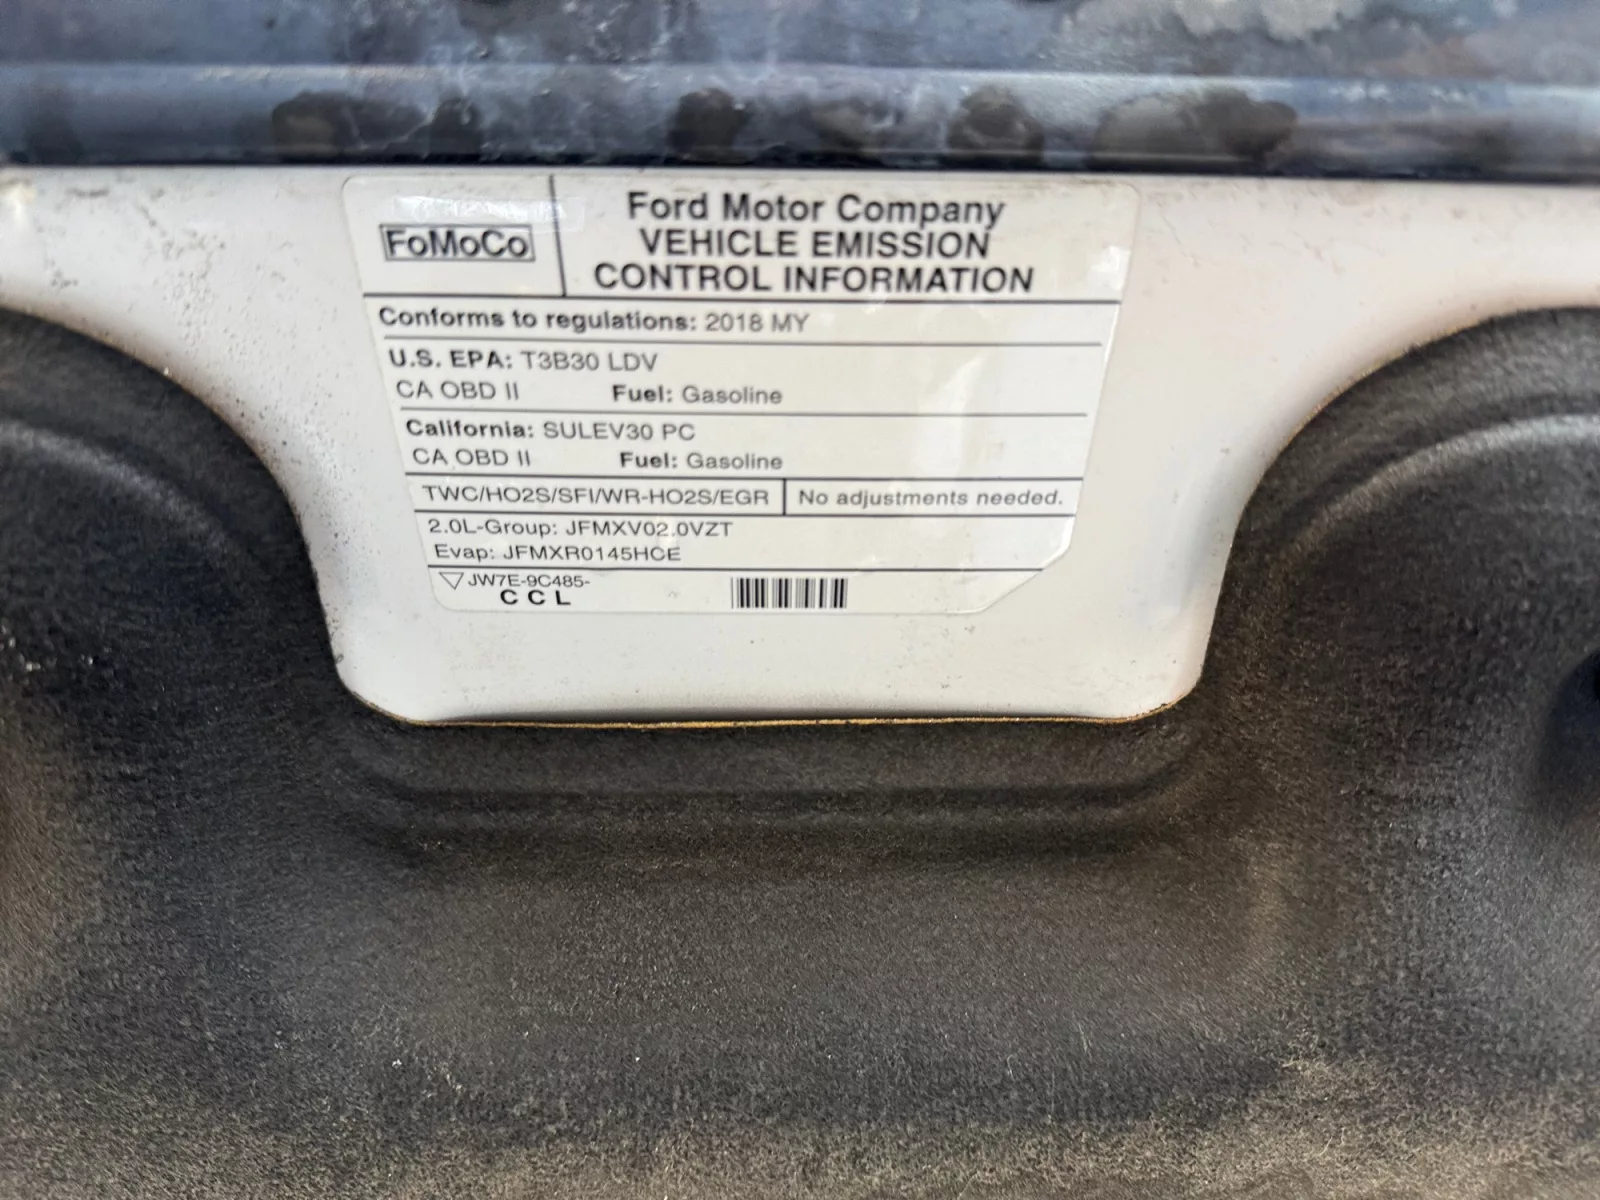 FoMoCo
Ford Motor Company
VEHICLE EMISSION
CONTROL INFORMATION
Conforms to regulations: 2018 MY
U.S. EPA: T3B30 LDV
CA OBD II Fuel: Gasoline
California: SULEV30 PC
CA OBD II Fuel: Gasoline
TWC/HO2S/SFI/WR-HO2S/EGR No adjustments needed.
2.0L-Group: JFMXV02.0VZT
Evap: JFMXR0145HCE
JW7E-9C485-
C C L